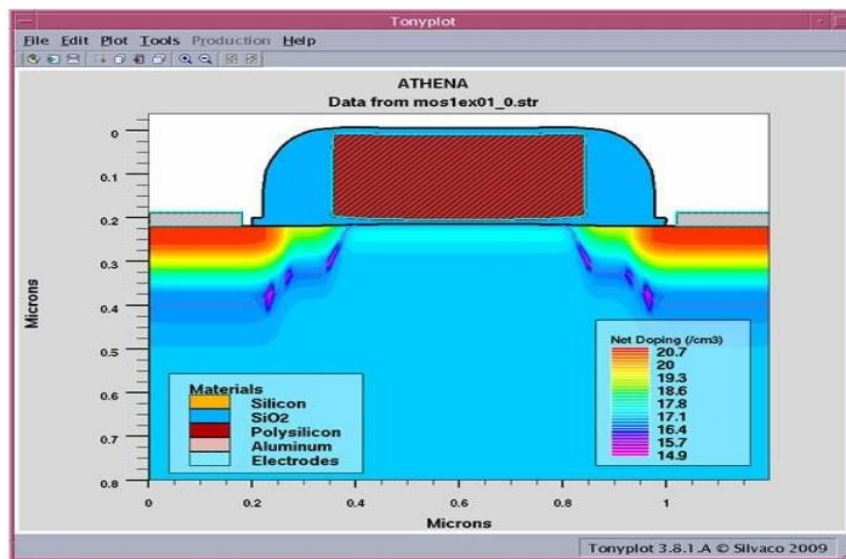 Tonyplot
File Edit Plot Tools Production Help
ATHENA
Data from mos1ex01_0.str
0
0.1
0.2
0.3
0.4
0.5
0.6
0.7
0.8
Microns
Materials
Silicon
SiO2
Polysilicon
Aluminum
Electrodes
Net Doping (/cm3)
20.7
20
19.3
18.6
17.8
17.1
16.4
15.7
14.9
0 0.2 0.4 0.6 0.8 1
Microns
Tonyplot 3.8.1.A © Silvaco 2009